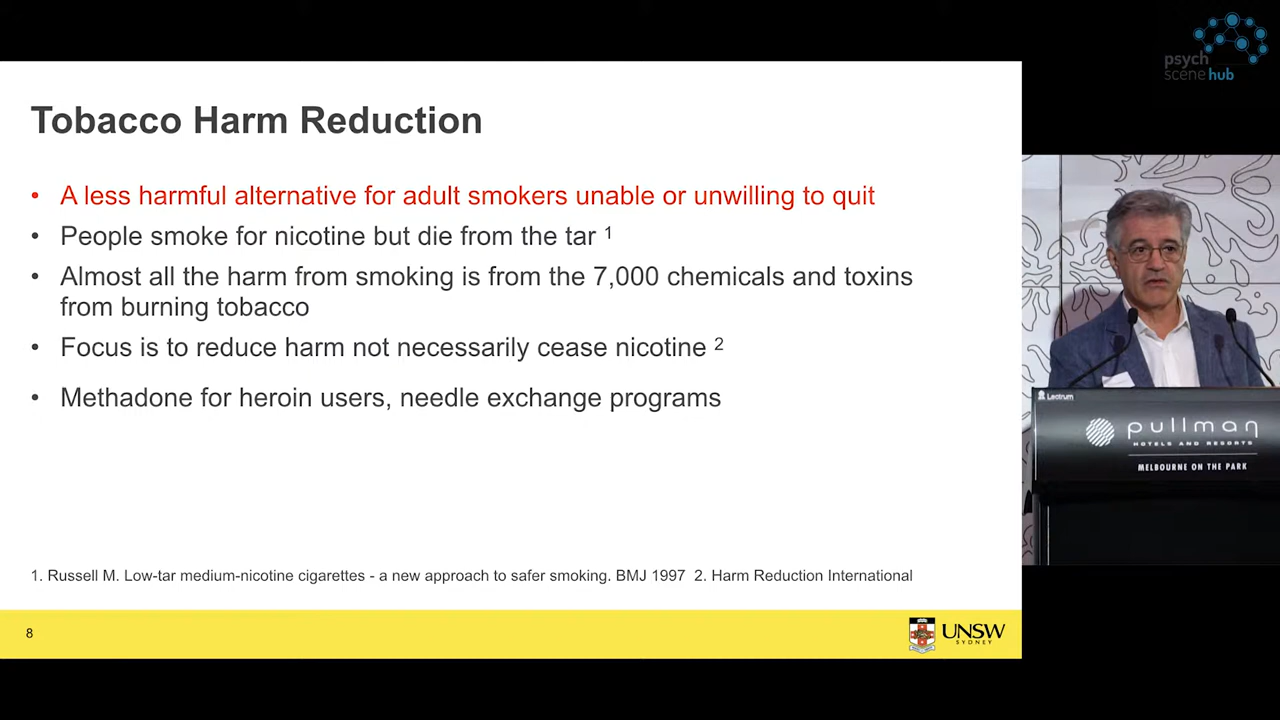 psych
scene hub
Tobacco Harm Reduction
• A less harmful alternative for adult smokers unable or unwilling to quit
• People smoke for nicotine but die from the tar 1
• Almost all the harm from smoking is from the 7,000 chemicals and toxins
from burning tobacco
• Focus is to reduce harm not necessarily cease nicotine 2
• Methadone for heroin users, needle exchange programs
1. Russell M. Low-tar medium-nicotine cigarettes - a new approach to safer smoking. BMJ 1997 2. Harm Reduction International
8
UNSW
SYDNEY
Lectrum
pullman
HOTELS AND RESORTS
MELBOURNE ON THE PARK